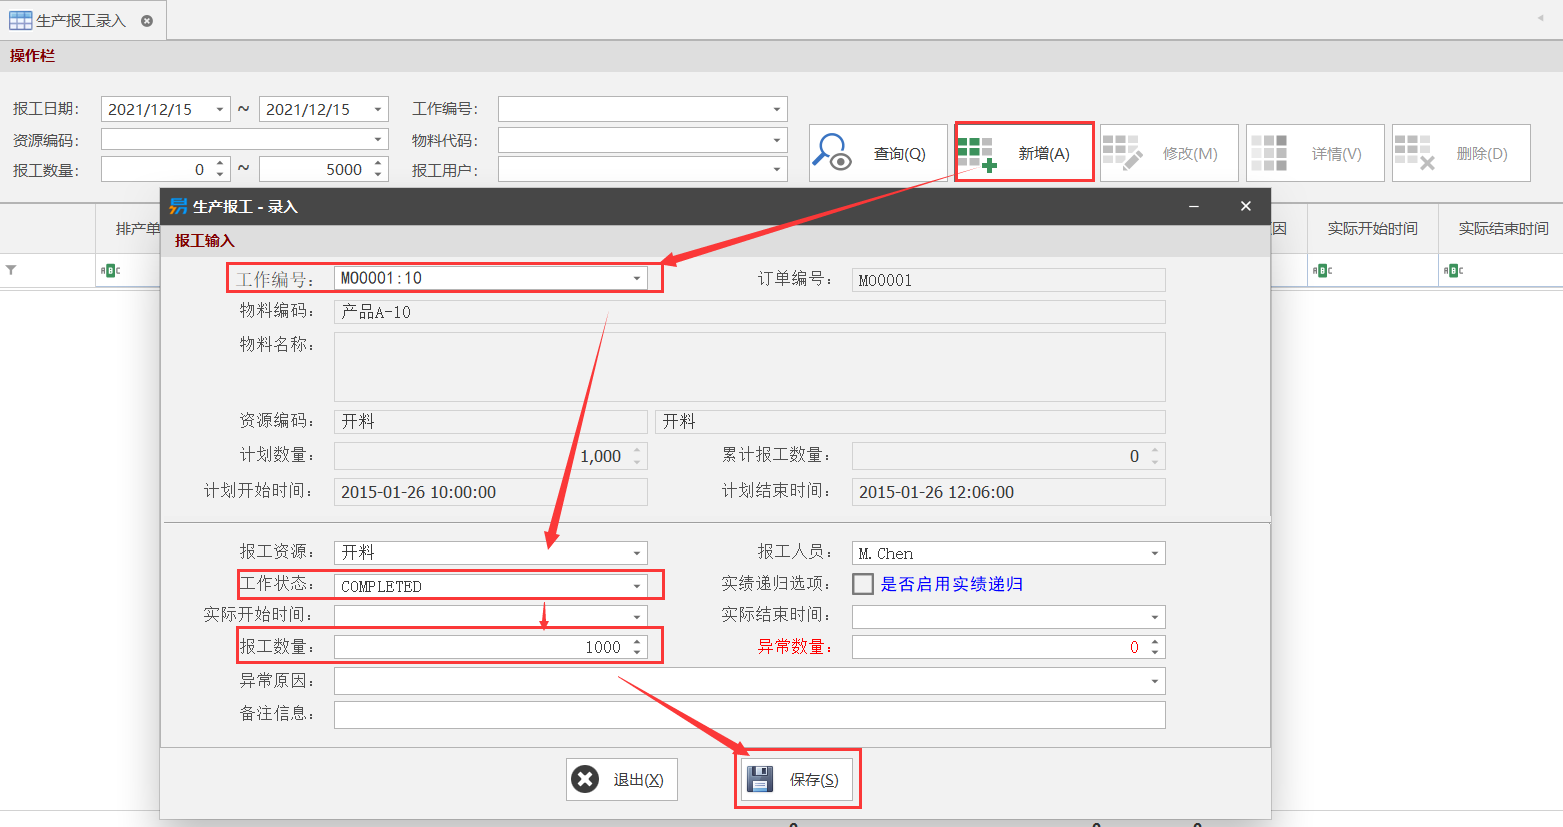 生产报工录入
操作栏
报工日期: 2021/12/15 ~ 2021/12/15 工作编号:
资源编码: 物料代码:
报工数量: 0 ~ 5000 报工用户:
查询(Q) 新增(A) 修改(M) 详情(V) 删除(D)
排产单 因 实际开始时间 实际结束时间
ABC ABC ABC
生产报工 - 录入
报工输入
工作编号: MO0001:10 订单编号: MO0001
物料编码: 产品A-10
物料名称:
资源编码: 开料 开料
计划数量: 1,000 累计报工数量: 0
计划开始时间: 2015-01-26 10:00:00 计划结束时间: 2015-01-26 12:06:00
报工资源: 开料 报工人员: M.Chen
工作状态: COMPLETED 实绩递归选项: 是否启用实绩递归
实际开始时间: 实际结束时间:
报工数量: 1000 异常数量: 0
异常原因:
备注信息:
退出(X) 保存(S)